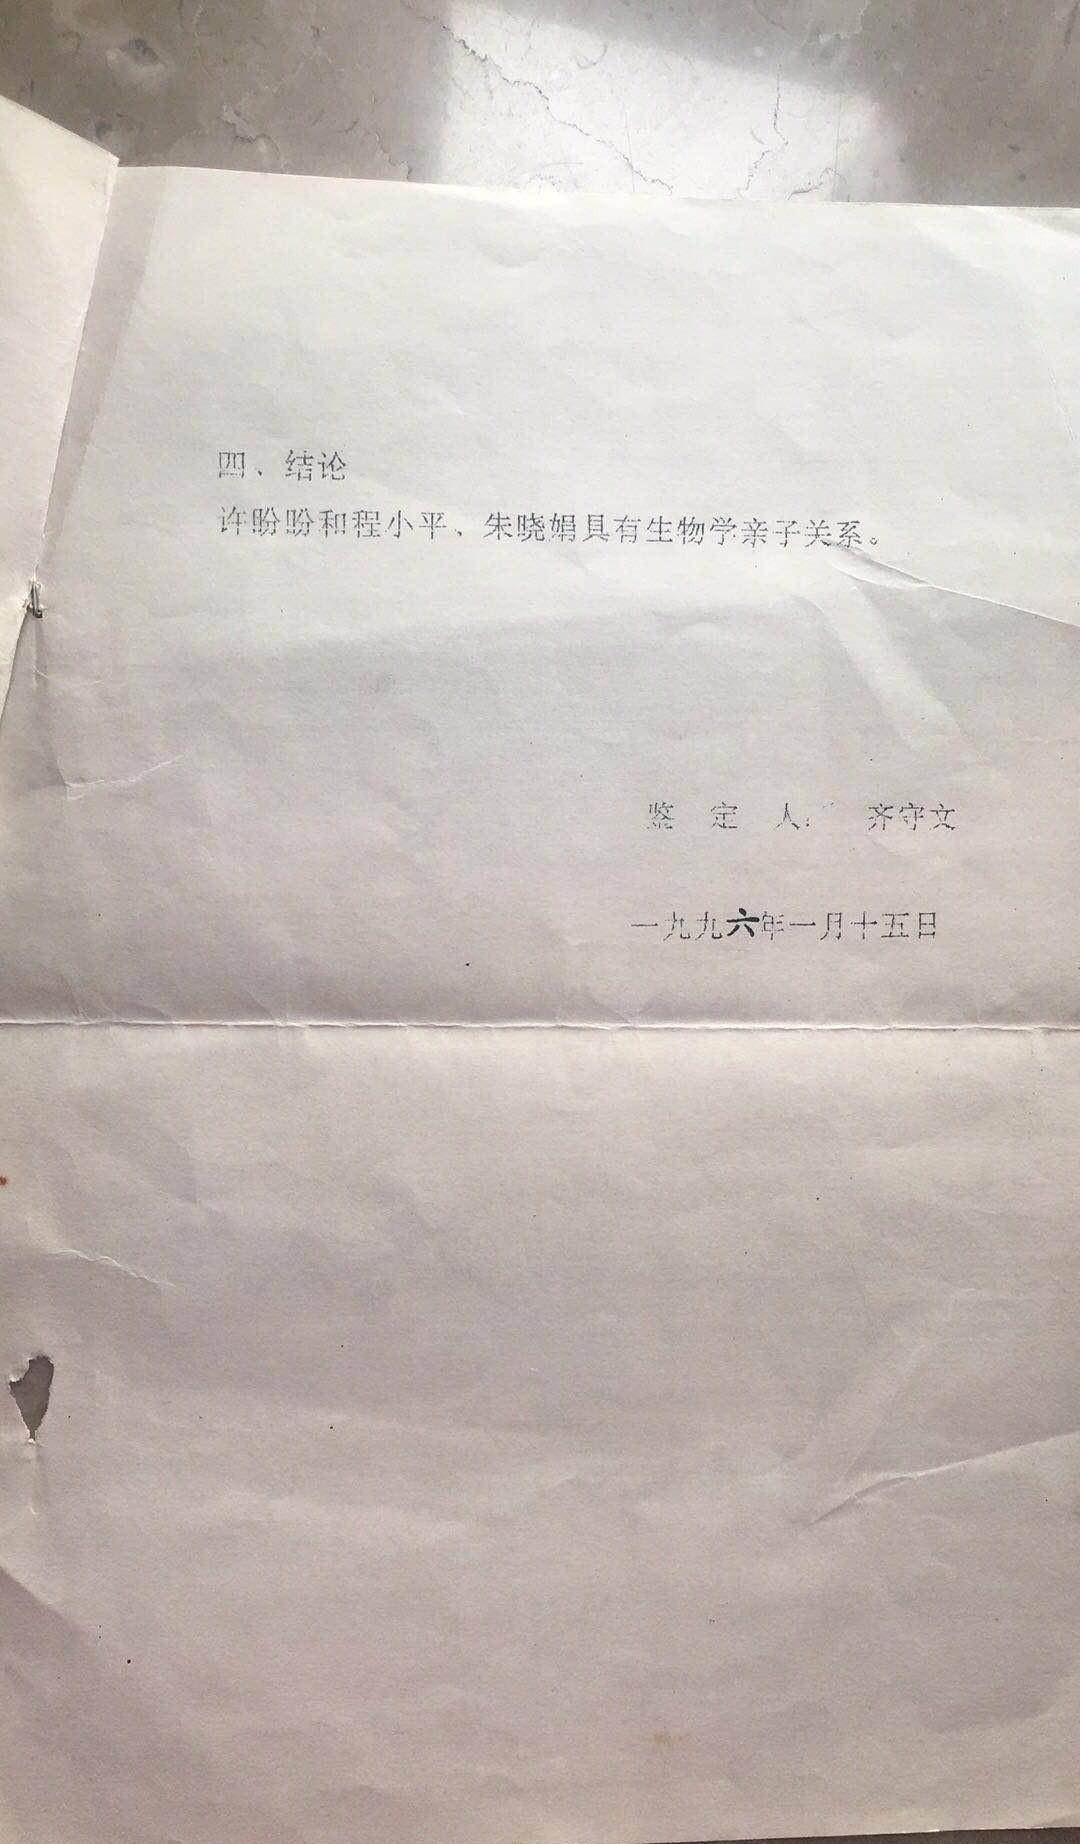 四、结论
许盼盼和程小平、朱晓娟具有生物学亲子关系。
鉴 定 人: 齐守文
一九九六年一月十五日